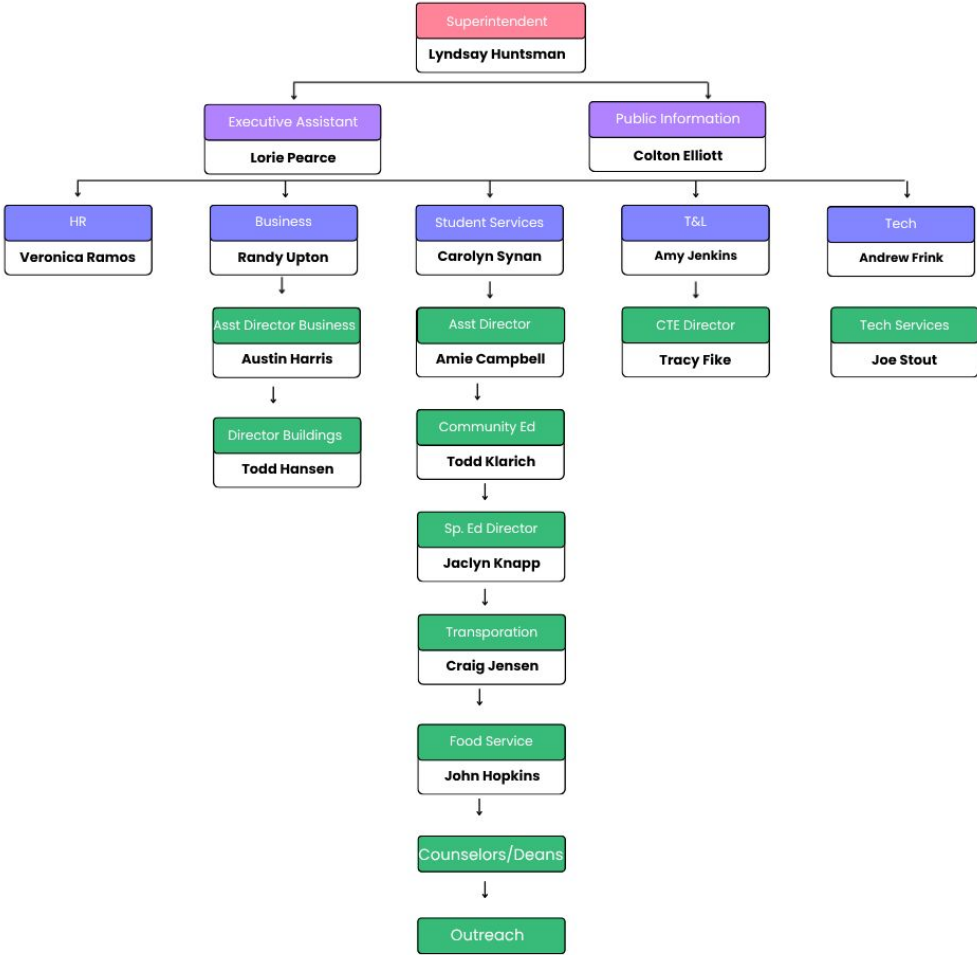 Superintendent
Lyndsay Huntsman
Executive Assistant
Lorie Pearce
Public Information
Colton Elliott
HR
Veronica Ramos
Business
Randy Upton
Student Services
Carolyn Synan
T&L
Amy Jenkins
Tech
Andrew Frink
Asst Director Business
Austin Harris
Asst Director
Amie Campbell
CTE Director
Tracy Fike
Tech Services
Joe Stout
Director Buildings
Todd Hansen
Community Ed
Todd Klarich
Sp. Ed Director
Jaclyn Knapp
Transporation
Craig Jensen
Food Service
John Hopkins
Counselors/Deans
Outreach